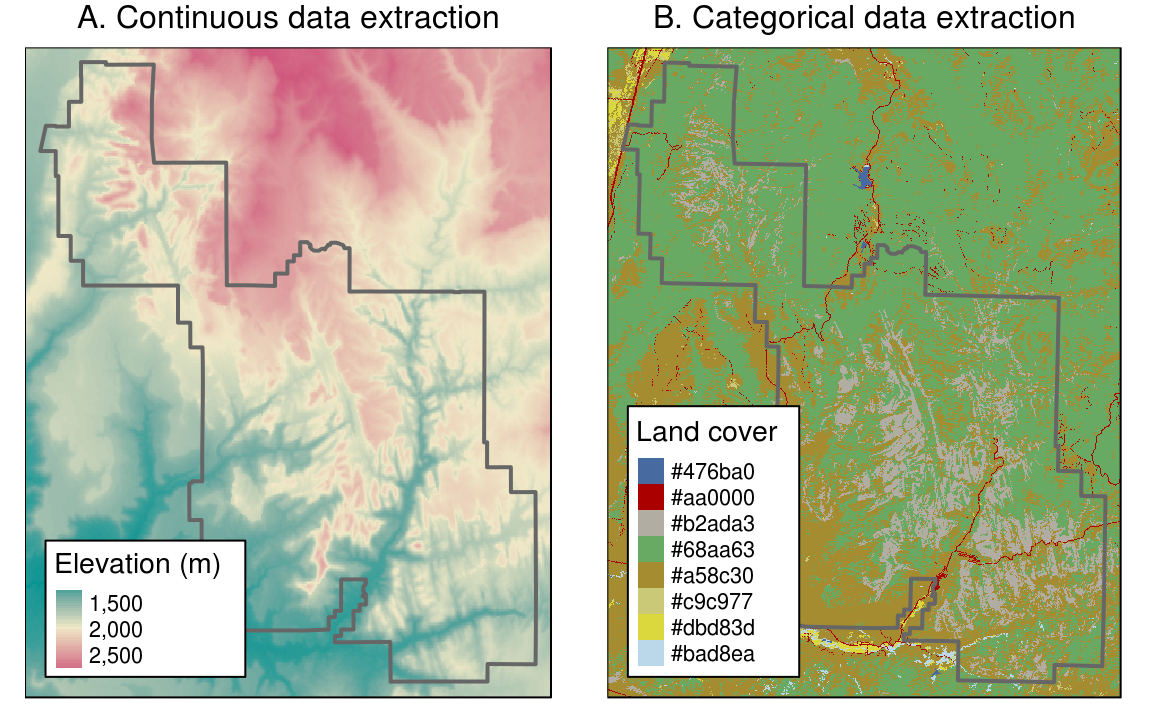 A. Continuous data extraction
B. Categorical data extraction
Elevation (m)
1,500
2,000
2,500
Land cover
#476ba0
#aa0000
#b2ada3
#68aa63
#a58c30
#c9c977
#dbd83d
#bad8ea